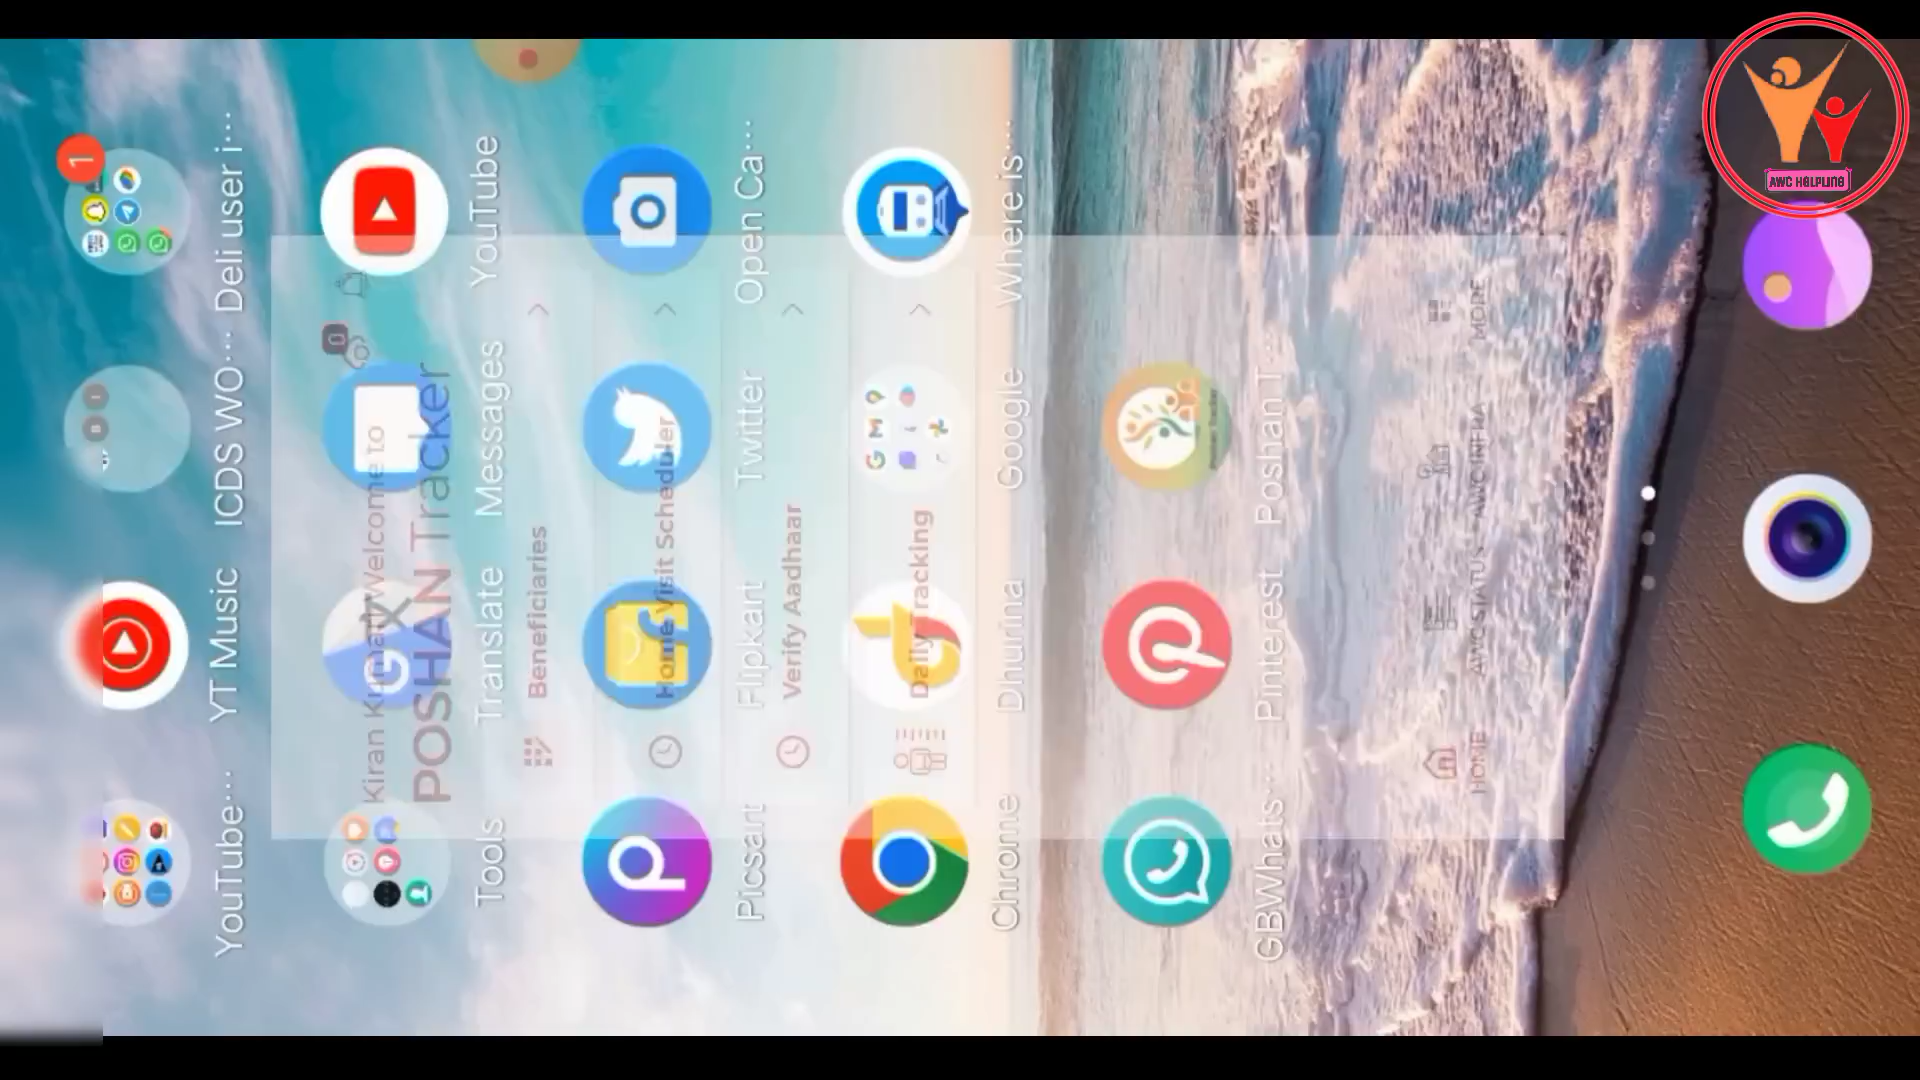 AWC HELPLINE
1
YouTube...
YT Music
ICDS WO...
Deli user i...
Tools
Translate
Messages
YouTube
Picsart
Flipkart
Twitter
Open Ca...
Chrome
Dhurina
Google
Where is...
GBWhats...
Pinterest
Poshan T...
0
Welcome to
POSHAN Tracker
Beneficiaries
Home Visit Scheduler
Verify Aadhaar
Daily Tracking
HOME
AWC STATUS
MORE